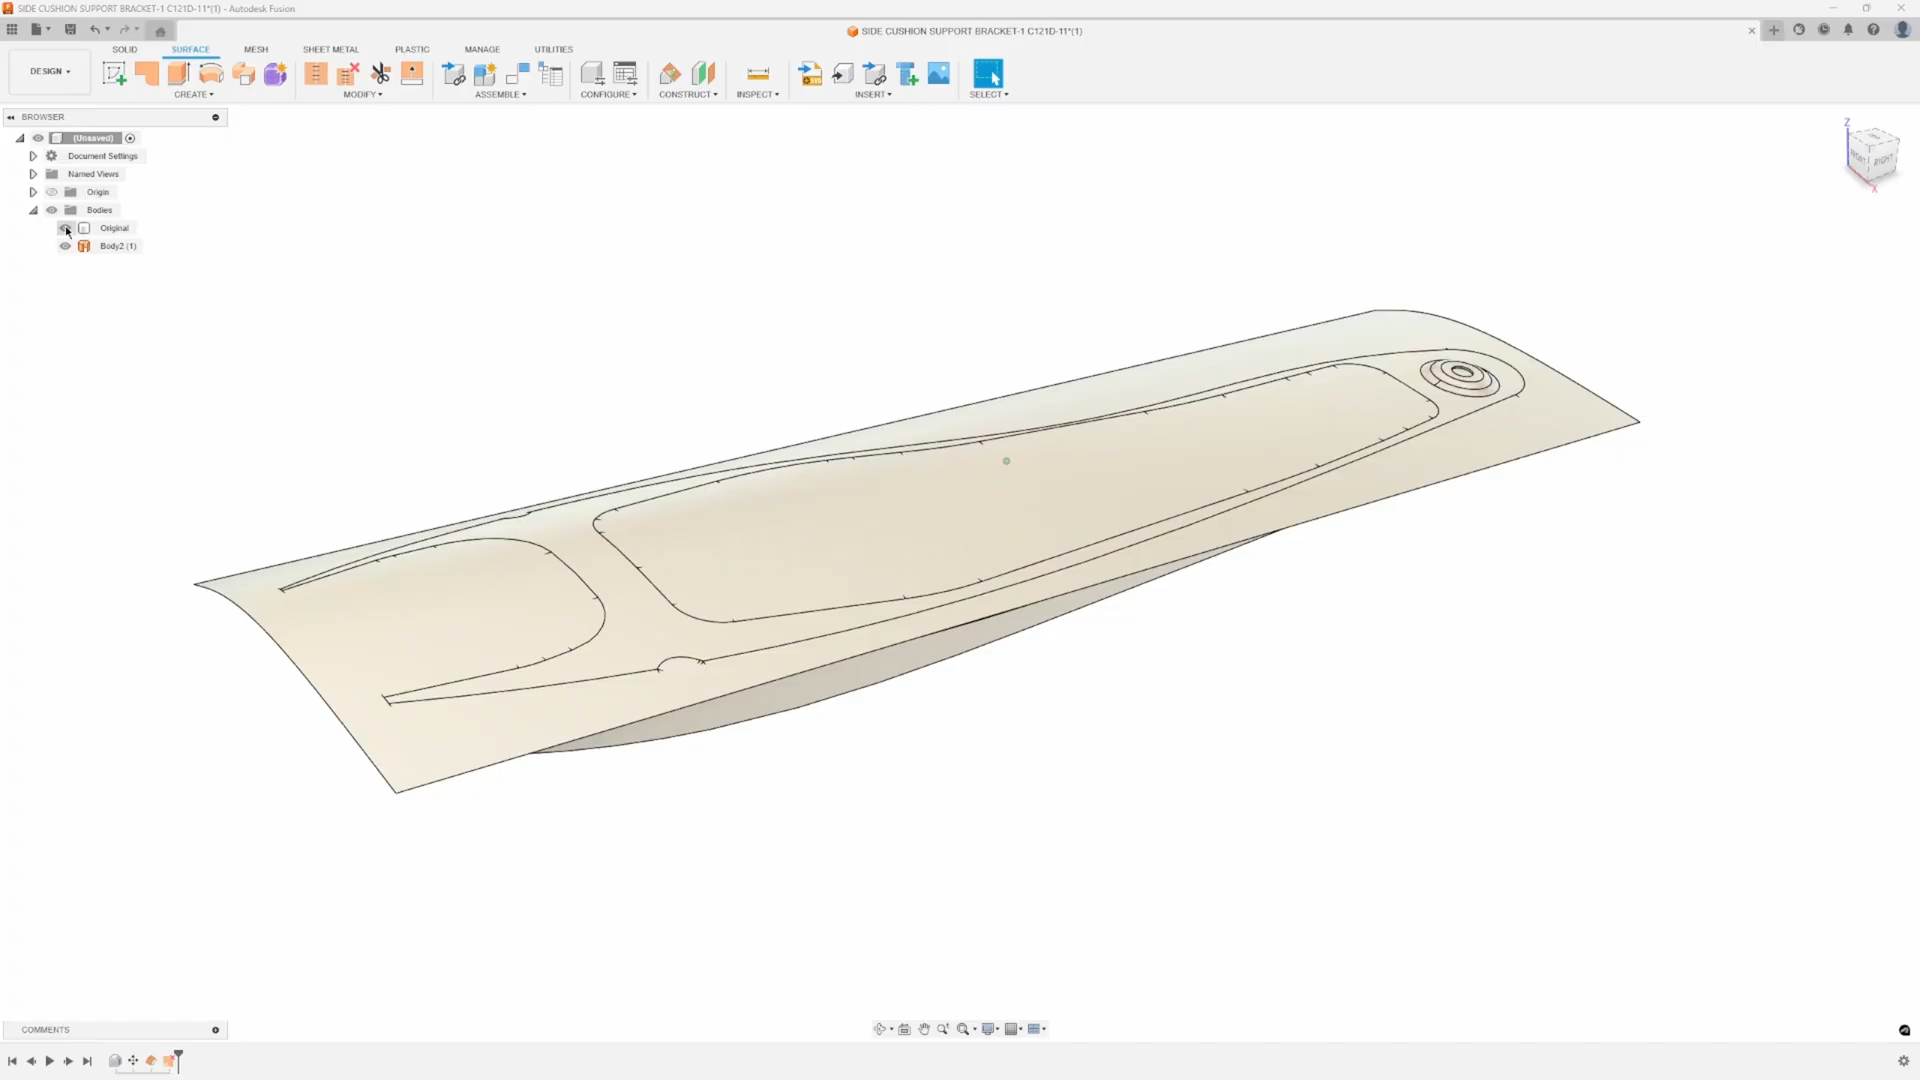 SIDE CUSHION SUPPORT BRACKET-1 C121D-11*(1) - Autodesk Fusion
SIDE CUSHION SUPPORT BRACKET-1 C121D-11*(1)
SOLID SURFACE MESH SHEET METAL PLASTIC MANAGE UTILITIES
DESIGN
CREATE MODIFY ASSEMBLE CONFIGURE CONSTRUCT INSPECT INSERT SELECT
BROWSER
(Unsaved)
Document Settings
Named Views
Origin
Bodies
Original
Body2 (1)
Z
RIGHT
X
COMMENTS